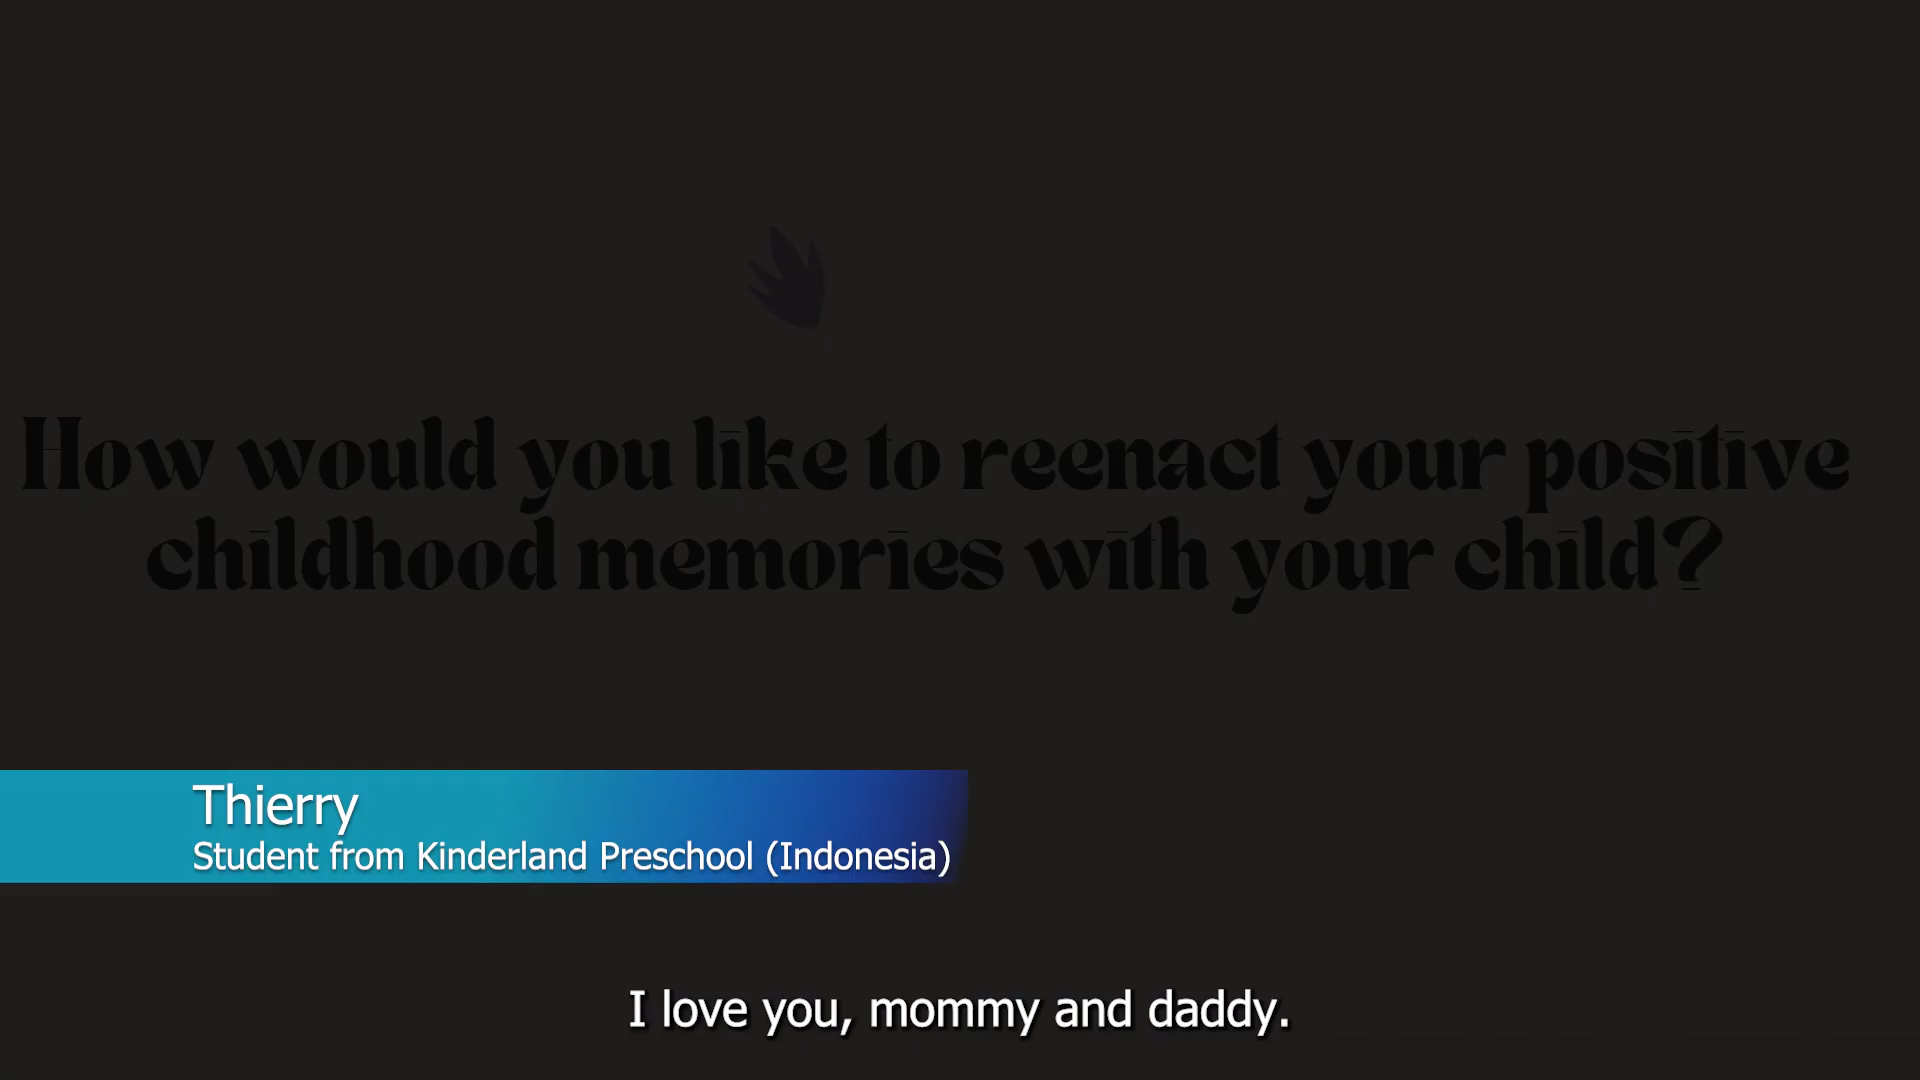 How would you like to reenact your positive
childhood memories with your child?
Thierry
Student from Kinderland Preschool (Indonesia)
I love you, mommy and daddy.